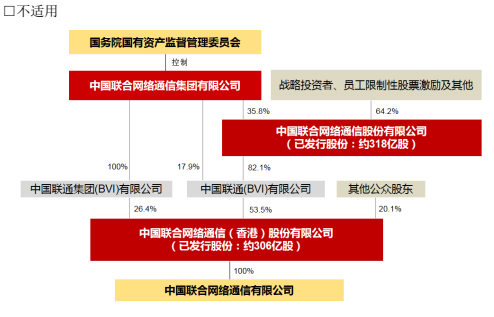 □不适用
国务院国有资产监督管理委员会
控制
中国联合网络通信集团有限公司
战略投资者、员工限制性股票激励及其他
35.8%
64.2%
中国联合网络通信股份有限公司
(已发行股份：约318亿股)
100%
17.9%
82.1%
中国联通集团(BVI)有限公司
中国联通(BVI)有限公司
其他公众股东
26.4%
53.5%
20.1%
中国联合网络通信（香港）股份有限公司
(已发行股份：约306亿股)
100%
中国联合网络通信有限公司